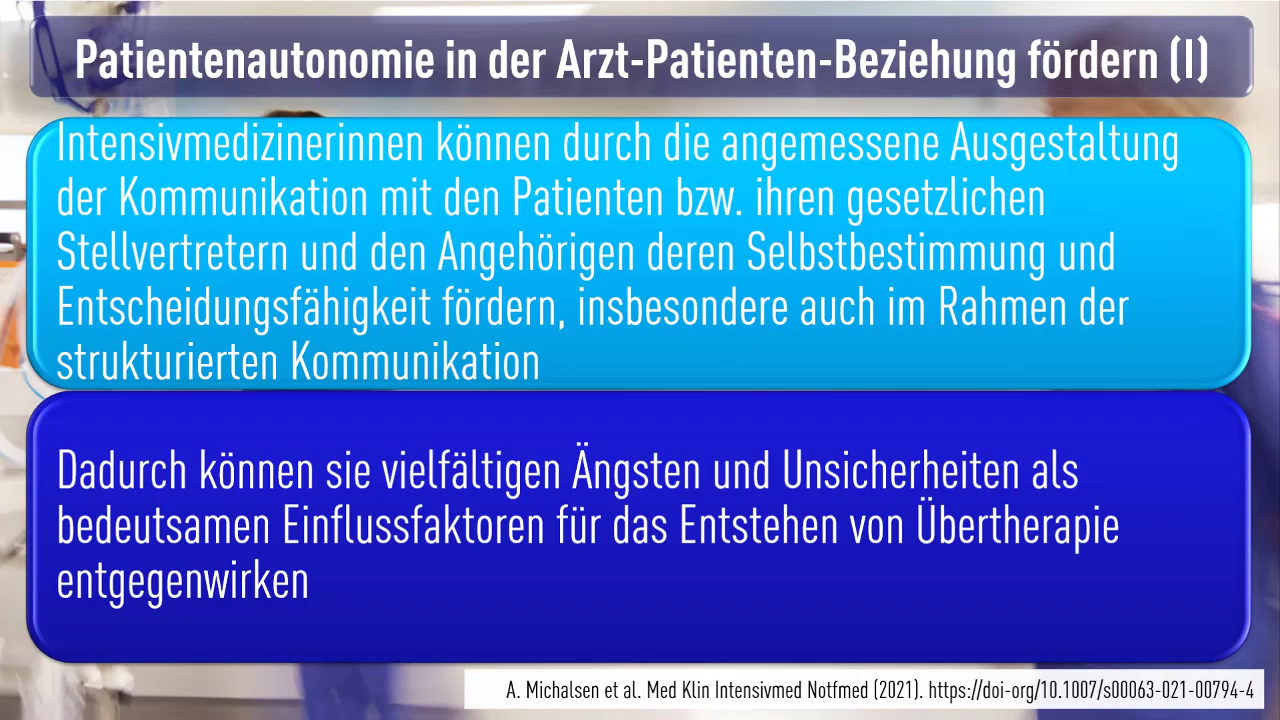 Patientenautonomie in der Arzt-Patienten-Beziehung fördern (I)
Intensivmedizinerinnen können durch die angemessene Ausgestaltung
der Kommunikation mit den Patienten bzw. ihren gesetzlichen
Stellvertretern und den Angehörigen deren Selbstbestimmung und
Entscheidungsfähigkeit fördern, insbesondere auch im Rahmen der
strukturierten Kommunikation
Dadurch können sie vielfältigen Ängsten und Unsicherheiten als
bedeutsamen Einflussfaktoren für das Entstehen von Übertherapie
entgegenwirken
A. Michalsen et al. Med Klin Intensivmed Notfmed (2021). https://doi-org/10.1007/s00063-021-00794-4